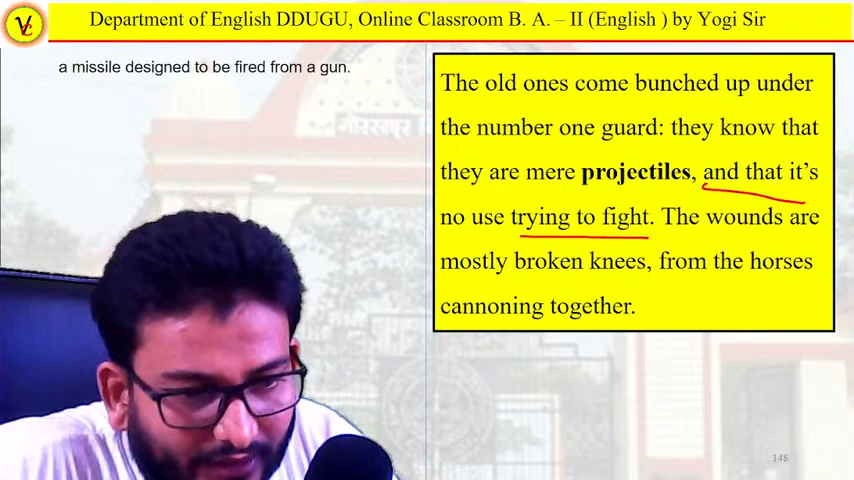 Department of English DDUGU, Online Classroom B. A. – II (English ) by Yogi Sir
a missile designed to be fired from a gun.
The old ones come bunched up under
the number one guard: they know that
they are mere projectiles, and that it’s
no use trying to fight. The wounds are
mostly broken knees, from the horses
cannoning together.
गोरखपुर
148